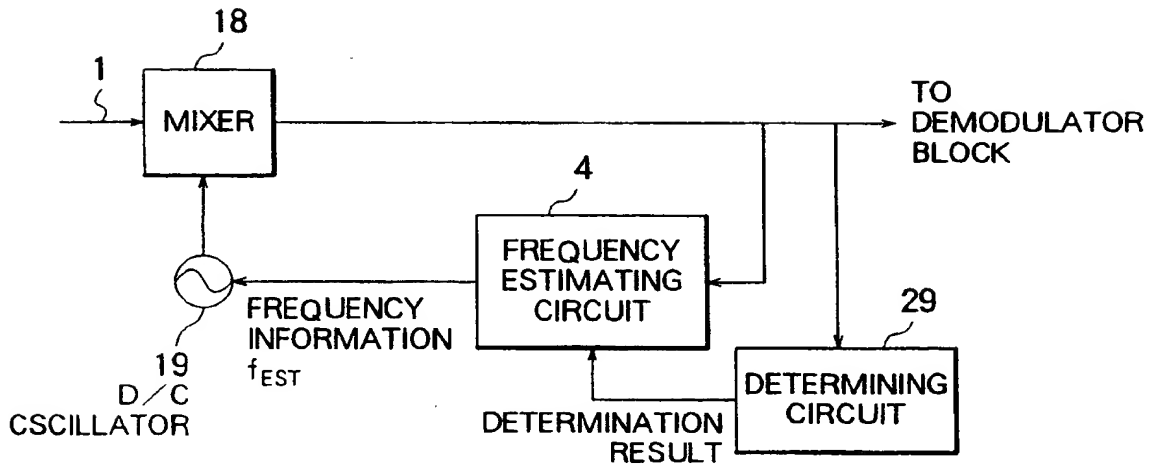 18
1
MIXER
TO
DEMODULATOR
BLOCK
4
FREQUENCY
ESTIMATING
CIRCUIT
FREQUENCY
INFORMATION
fEST
19
D/C
CSCILLATOR
29
DETERMINING
CIRCUIT
DETERMINATION
RESULT